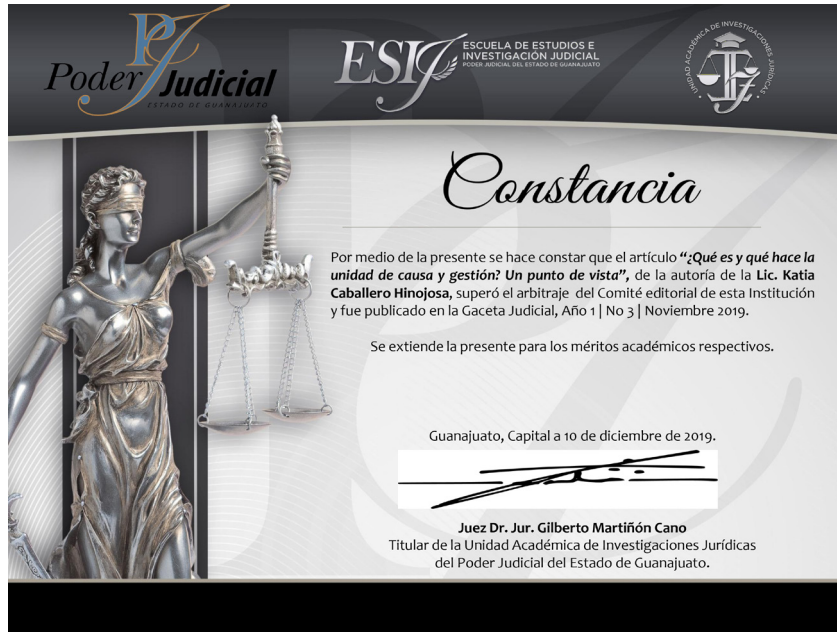 Poder Judicial
ESTADO DE GUANAJUATO
ESIJ
ESCUELA DE ESTUDIOS E
INVESTIGACIÓN JUDICIAL
PODER JUDICIAL DEL ESTADO DE GUANAJUATO
UNIDAD ACADÉMICA DE INVESTIGACIONES JURÍDICAS
Constancia
Por medio de la presente se hace constar que el artículo “¿Qué es y qué hace la
unidad de causa y gestión? Un punto de vista”, de la autoría de la Lic. Katia
Caballero Hinojosa, superó el arbitraje del Comité editorial de esta Institución
y fue publicado en la Gaceta Judicial, Año 1 | No 3 | Noviembre 2019.
Se extiende la presente para los méritos académicos respectivos.
Guanajuato, Capital a 10 de diciembre de 2019.
Juez Dr. Jur. Gilberto Martiñón Cano
Titular de la Unidad Académica de Investigaciones Jurídicas
del Poder Judicial del Estado de Guanajuato.